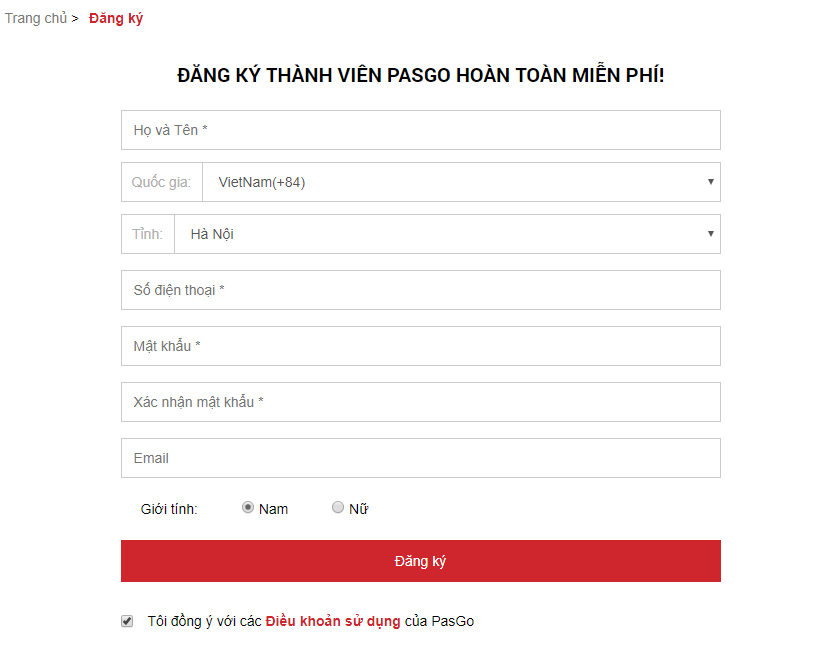 Trang chủ > Đăng ký
ĐĂNG KÝ THÀNH VIÊN PASGO HOÀN TOÀN MIỄN PHÍ!
Họ và Tên *
Quốc gia: VietNam(+84)
Tỉnh: Hà Nội
Số điện thoại *
Mật khẩu *
Xác nhận mật khẩu *
Email
Giới tính: Nam Nữ
Đăng ký
Tôi đồng ý với các Điều khoản sử dụng của PasGo